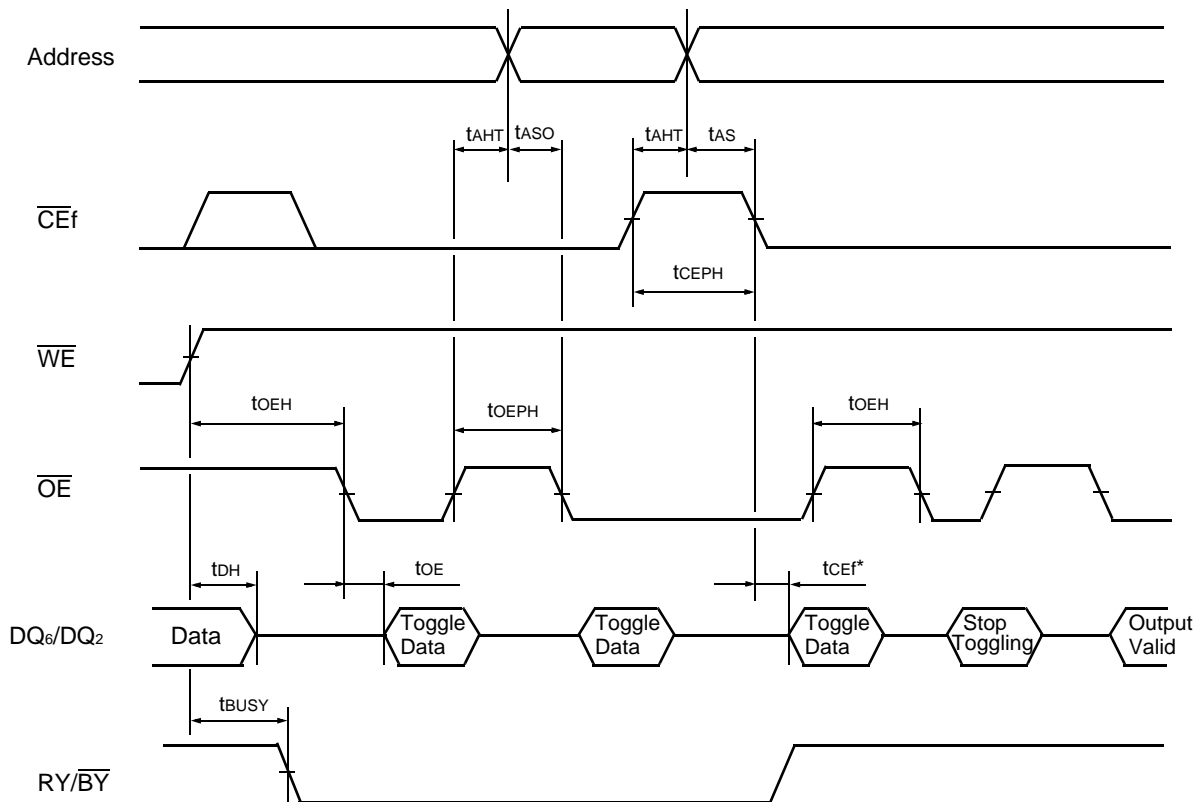 Address
tAHT tASO tAHT tAS
CEf
tCEPH
WE
tOEH tOEPH tOEH
OE
tDH tOE tCEf*
DQ6/DQ2 Data Toggle Data Toggle Data Toggle Data Stop Toggling Output Valid
tBUSY
RY/BY